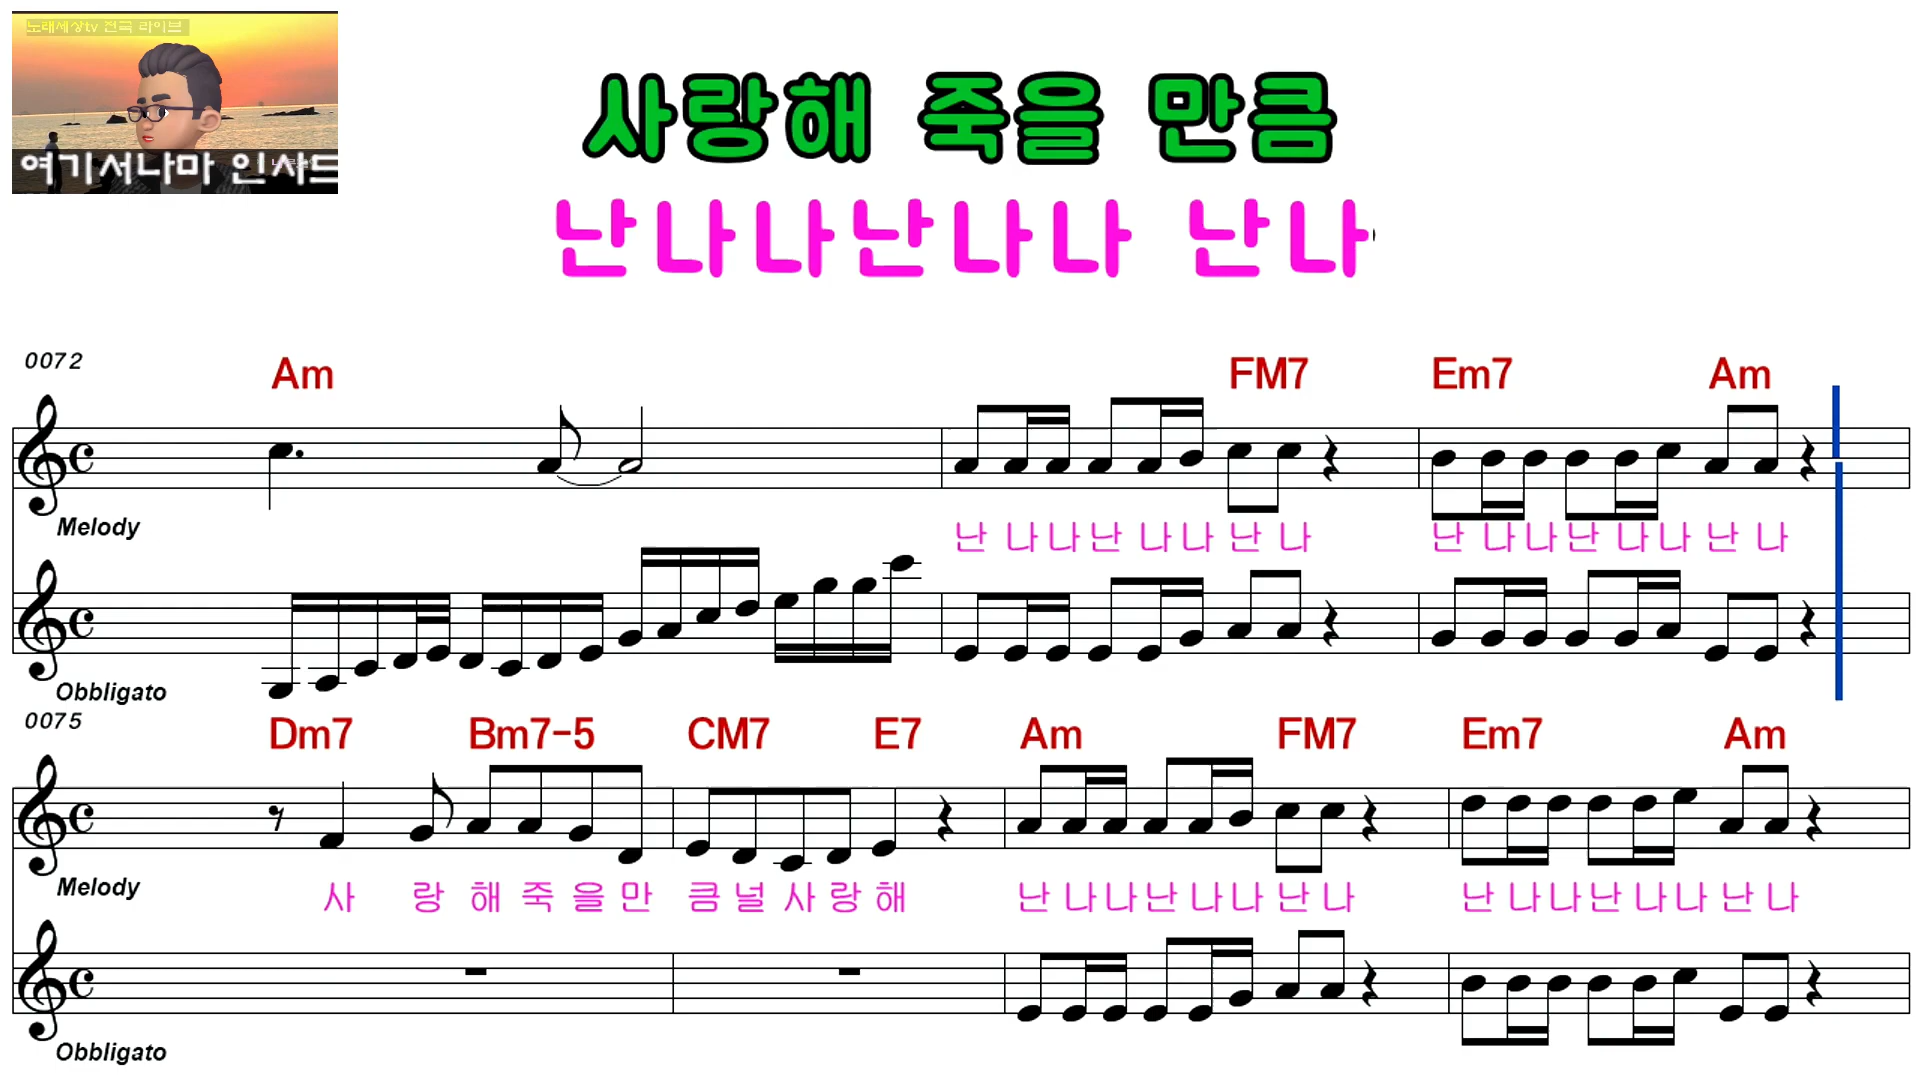 노래세상tv 전국 라이브
여기서나마 인사드
사랑해 죽을 만큼
난나나난나나 난나
0072
Am FM7 Em7 Am
Melody
난 나나난 나나난 나 난 나나난 나나난 나
Obbligato
0075
Dm7 Bm7-5 CM7 E7 Am FM7 Em7 Am
Melody
사 랑 해 죽 을 만 큼 널 사 랑 해 난 나나난 나나난 나 난 나나난 나나난 나
Obbligato